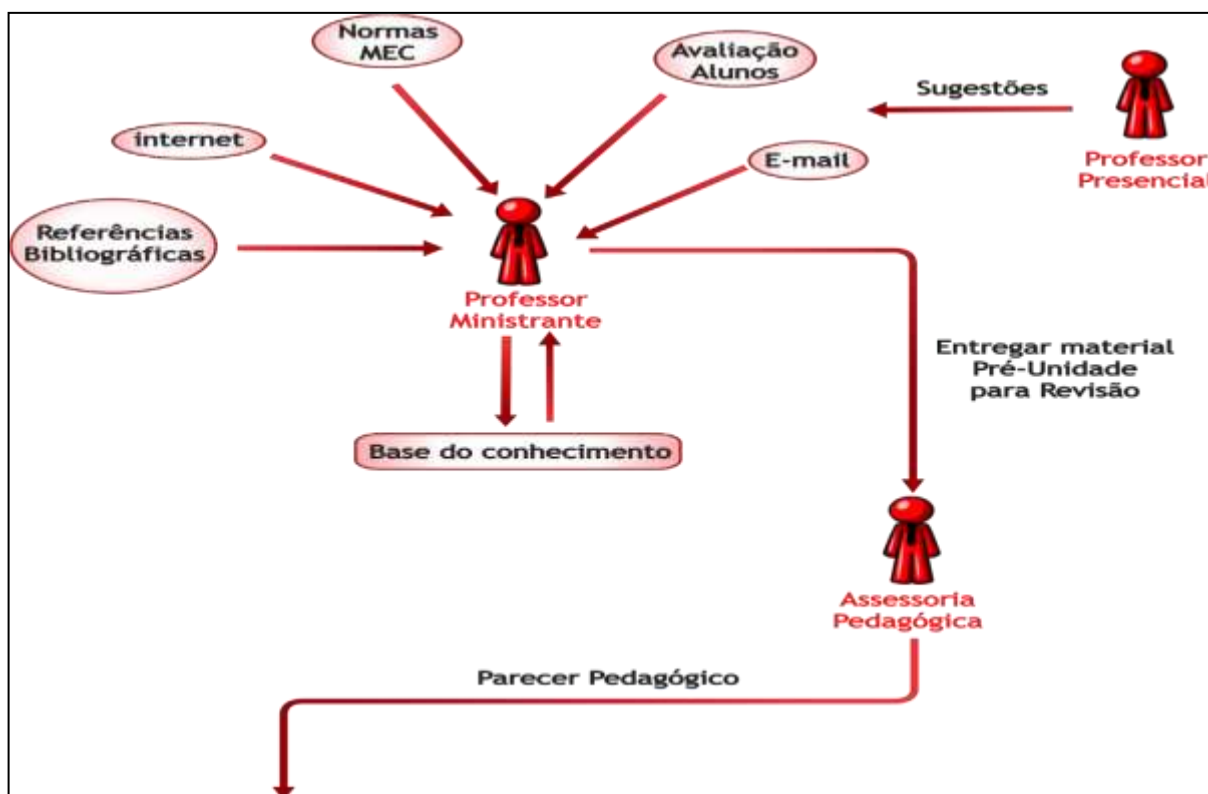 Normas
MEC
Avaliação
Alunos
Sugestões
Professor
Presencial
internet
E-mail
Referências
Bibliográficas
Professor
Ministrante
Entregar material
Pré-Unidade
para Revisão
Base do conhecimento
Assessoria
Pedagógica
Parecer Pedagógico